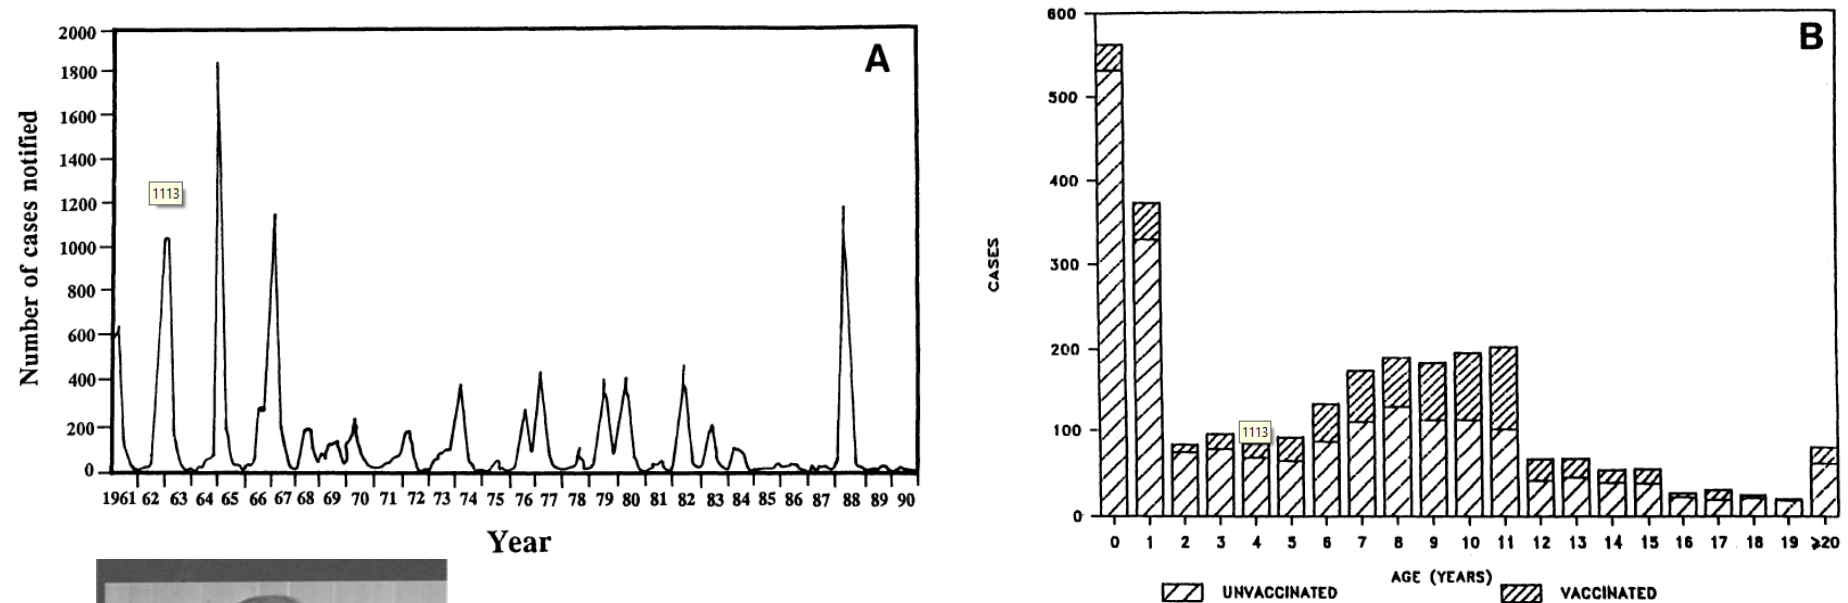 A
Number of cases notified
2000
1800
1600
1400
1200
1000
800
600
400
200
0
1113
1961 62 63 64 65 66 67 68 69 70 71 72 73 74 75 76 77 78 79 80 81 82 83 84 85 86 87 88 89 90
Year
B
CASES
600
500
400
300
200
100
0
1113
0 1 2 3 4 5 6 7 8 9 10 11 12 13 14 15 16 17 18 19 ≥20
AGE (YEARS)
UNVACCINATED VACCINATED